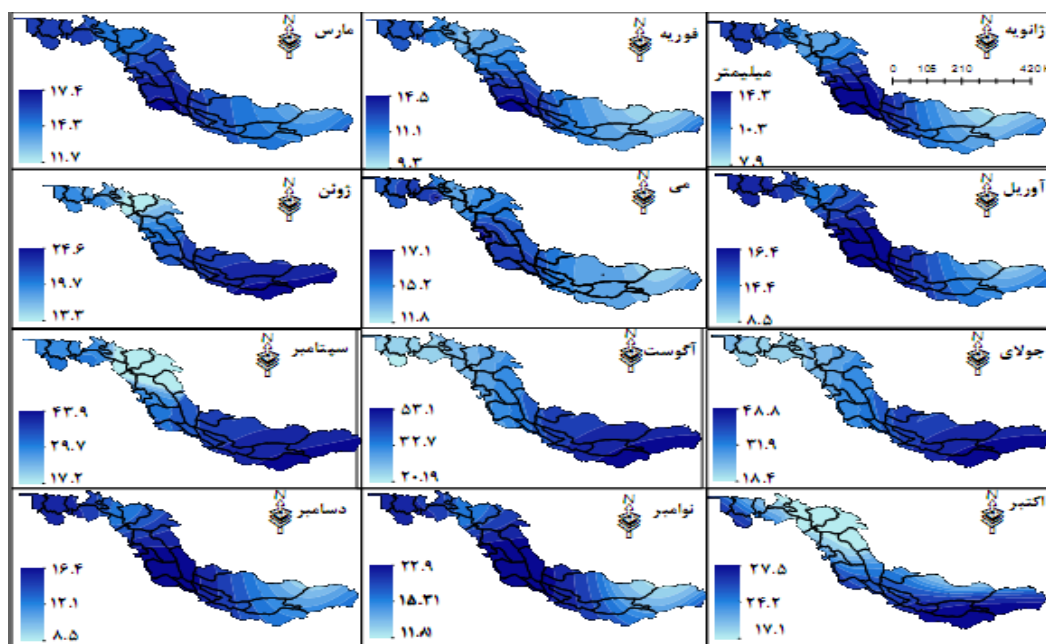 ژانویه
N
میلیمتر
0 105 210 420
۱۴.۳
۱۰.۳
۷.۹
فوریه
N
۱۴.۵
۱۱.۱
۹.۳
مارس
N
۱۷.۴
۱۴.۳
۱۱.۷
آوریل
N
۱۶.۴
۱۴.۴
۸.۵
می
N
۱۷.۱
۱۵.۲
۱۱.۸
ژوئن
N
۲۴.۶
۱۹.۷
۱۳.۳
جولای
N
۴۸.۸
۳۱.۹
۱۸.۴
آگوست
N
۵۳.۱
۳۲.۷
۲۰.۱۹
سپتامبر
N
۴۳.۹
۲۹.۷
۱۷.۲
اکتبر
N
۲۷.۵
۲۴.۲
۱۷.۱
نوامبر
N
۲۲.۹
۱۵.۳۱
۱۱.۸۵
دسامبر
N
۱۶.۴
۱۲.۱
۸.۵